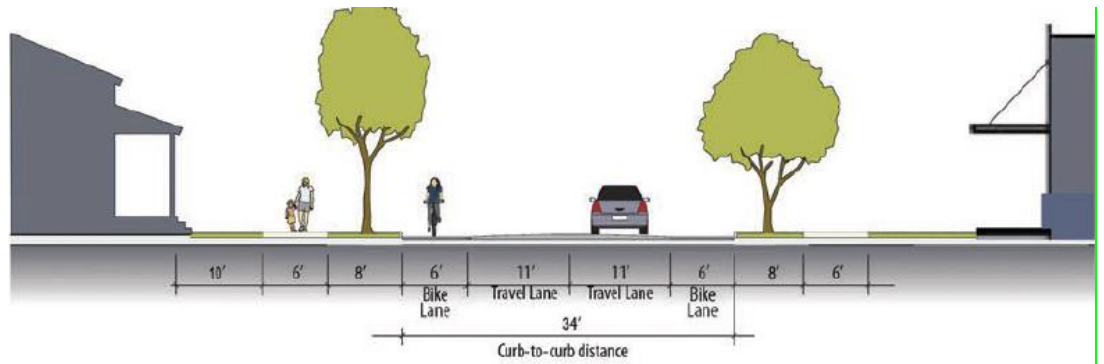 10' 6' 8' 6' 11' 11' 6' 8' 6'
Bike Lane Travel Lane Travel Lane Bike Lane
34'
Curb-to-curb distance